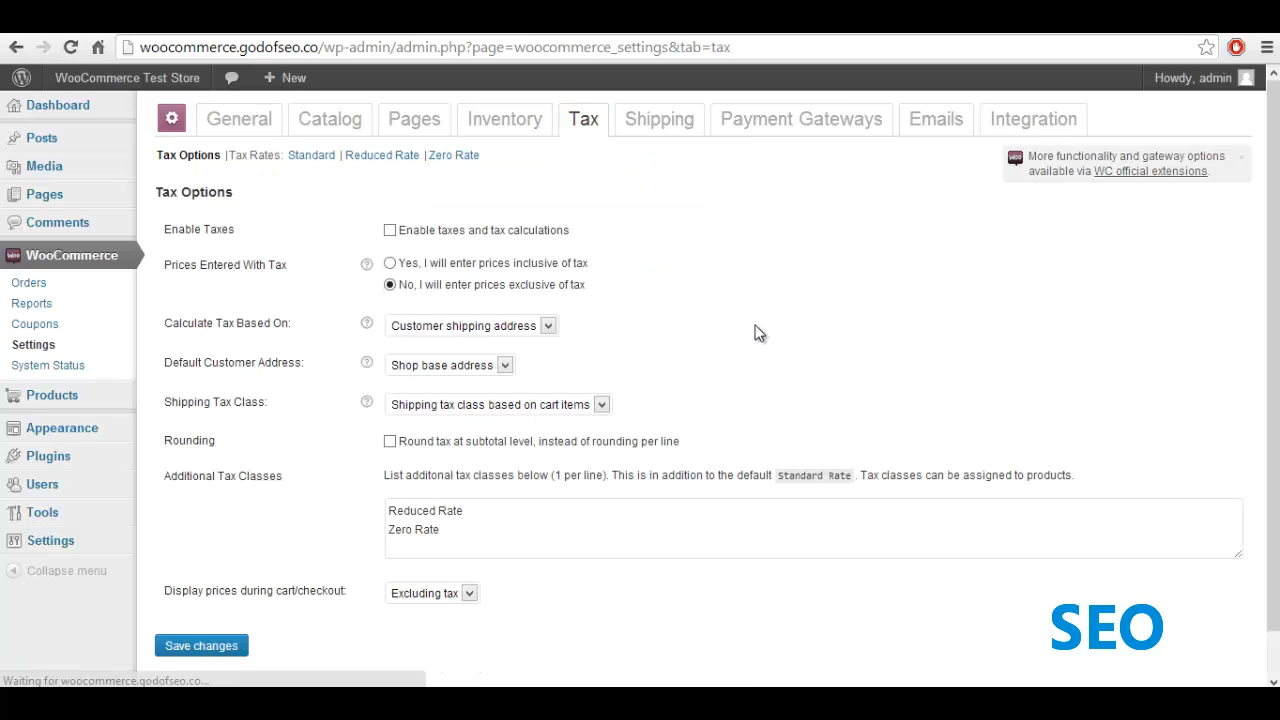 woocommerce.godofseo.co/wp-admin/admin.php?page=woocommerce_settings&tab=tax
WooCommerce Test Store
New
Howdy, admin
Dashboard
Posts
Media
Pages
Comments
WooCommerce
Orders
Reports
Coupons
Settings
System Status
Products
Appearance
Plugins
Users
Tools
Settings
Collapse menu
General Catalog Pages Inventory Tax Shipping Payment Gateways Emails Integration
Tax Options | Tax Rates: Standard | Reduced Rate | Zero Rate
woo More functionality and gateway options
available via WC official extensions.
Tax Options
Enable Taxes Enable taxes and tax calculations
Prices Entered With Tax ? Yes, I will enter prices inclusive of tax
No, I will enter prices exclusive of tax
Calculate Tax Based On: ? Customer shipping address
Default Customer Address: ? Shop base address
Shipping Tax Class: ? Shipping tax class based on cart items
Rounding Round tax at subtotal level, instead of rounding per line
Additional Tax Classes List additonal tax classes below (1 per line). This is in addition to the default Standard Rate. Tax classes can be assigned to products.
Reduced Rate
Zero Rate
Display prices during cart/checkout: Excluding tax
Save changes
SEO
Waiting for woocommerce.godofseo.co...